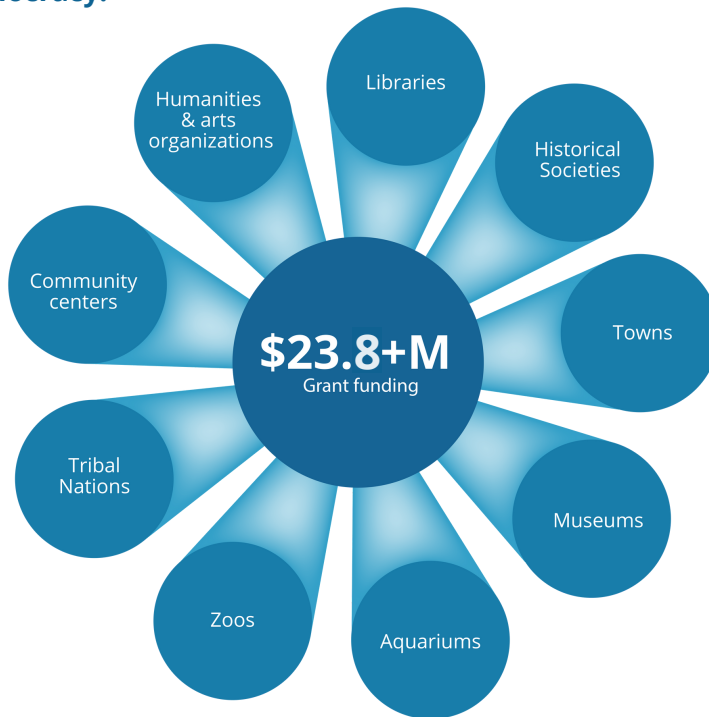 Libraries
Humanities
& arts
organizations
Historical
Societies
Community
centers
Towns
$23.8+M
Grant funding
Tribal
Nations
Museums
Zoos
Aquariums